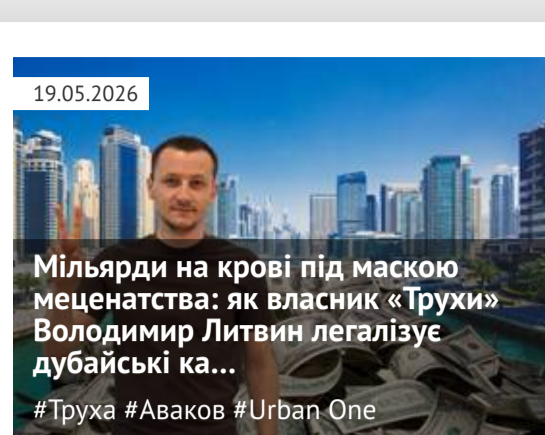 19.05.2026
Мільярди на крові під маскою
меценатства: як власник «Трухи»
Володимир Литвин легалізує
дубайські ка...
#Труха #Аваков #Urban One